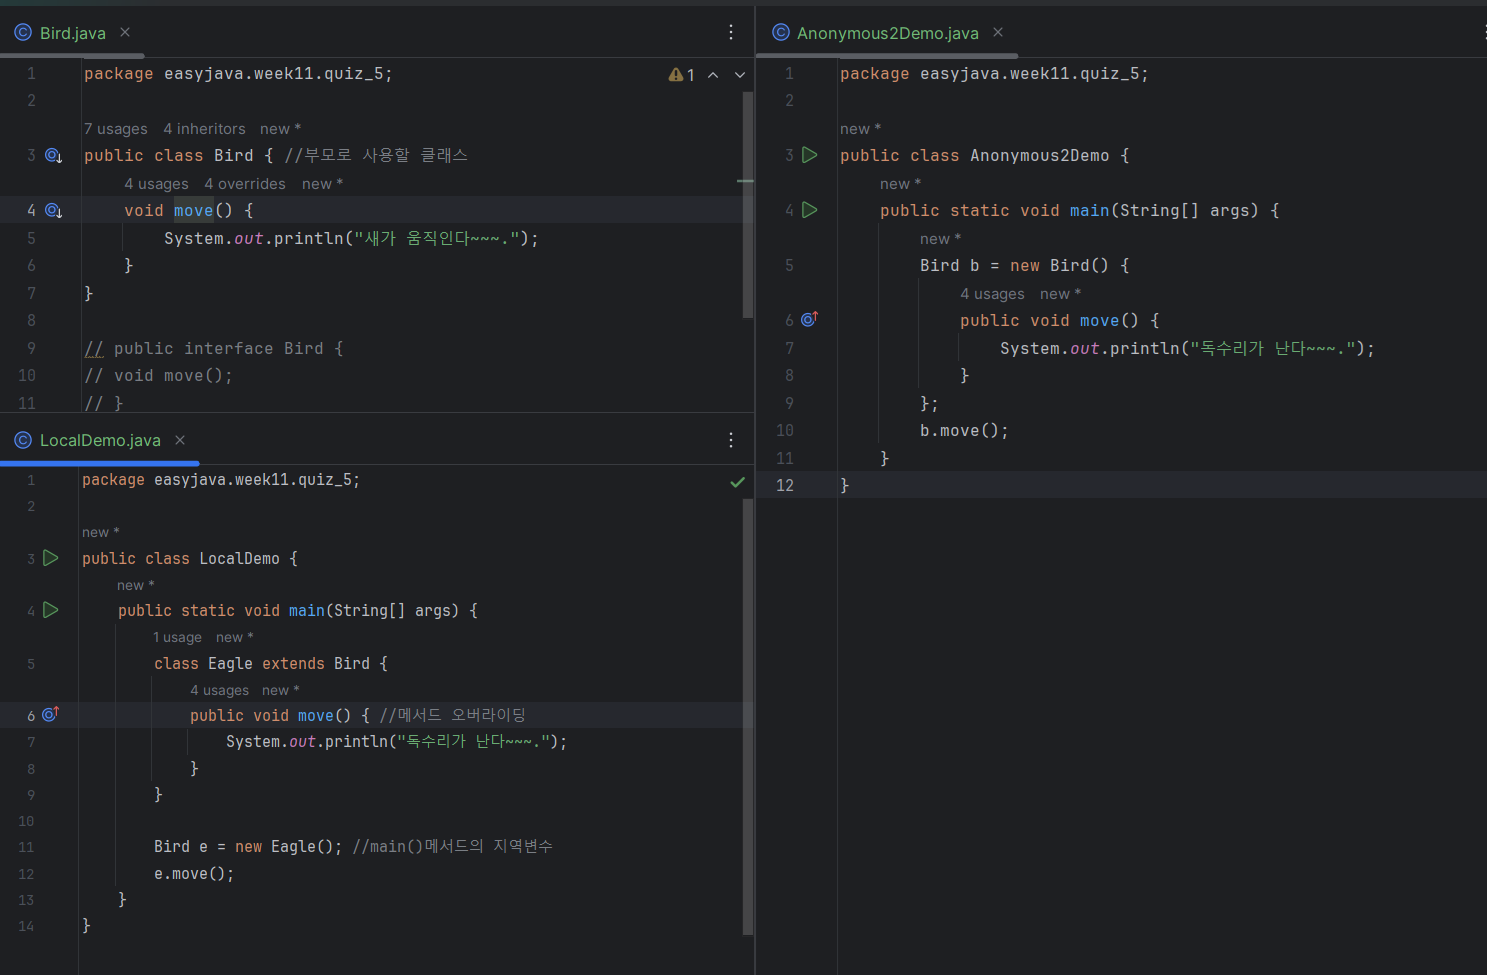 Bird.java
1 package easyjava.week11.quiz_5;
1
2
7 usages 4 inheritors new *
3 public class Bird { //부모로 사용할 클래스
4 usages 4 overrides new *
4 void move() {
5 System.out.println("새가 움직인다~~~.");
6 }
7 }
8
9 // public interface Bird {
10 // void move();
11 // }
LocalDemo.java
1 package easyjava.week11.quiz_5;
2
new *
3 public class LocalDemo {
new *
4 public static void main(String[] args) {
1 usage new *
5 class Eagle extends Bird {
4 usages new *
6 public void move() { //메서드 오버라이딩
7 System.out.println("독수리가 난다~~~.");
8 }
9 }
10
11 Bird e = new Eagle(); //main()메서드의 지역변수
12 e.move();
13 }
14 }
Anonymous2Demo.java
1 package easyjava.week11.quiz_5;
2
new *
3 public class Anonymous2Demo {
new *
4 public static void main(String[] args) {
new *
5 Bird b = new Bird() {
4 usages new *
6 public void move() {
7 System.out.println("독수리가 난다~~~.");
8 }
9 };
10 b.move();
11 }
12 }